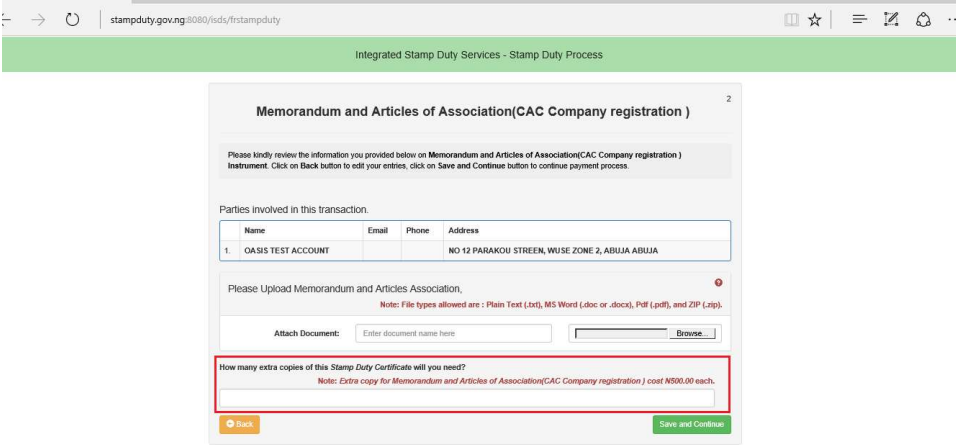 stampduty.gov.ng:8080/isds/frstampduty
Integrated Stamp Duty Services - Stamp Duty Process
2
Memorandum and Articles of Association(CAC Company registration )
Please kindly review the information you provided below on Memorandum and Articles of Association(CAC Company registration )
Instrument. Click on Back button to edit your entries, click on Save and Continue button to continue payment process.
Parties involved in this transaction.
Name Email Phone Address
1. OASIS TEST ACCOUNT NO 12 PARAKOU STREEN, WUSE ZONE 2, ABUJA ABUJA
Please Upload Memorandum and Articles Association,
Note: File types allowed are : Plain Text (.txt), MS Word (.doc or .docx), Pdf (.pdf), and ZIP (.zip).
Attach Document: Enter document name here Browse...
How many extra copies of this Stamp Duty Certificate will you need?
Note: Extra copy for Memorandum and Articles of Association(CAC Company registration ) cost N500.00 each.
Back Save and Continue